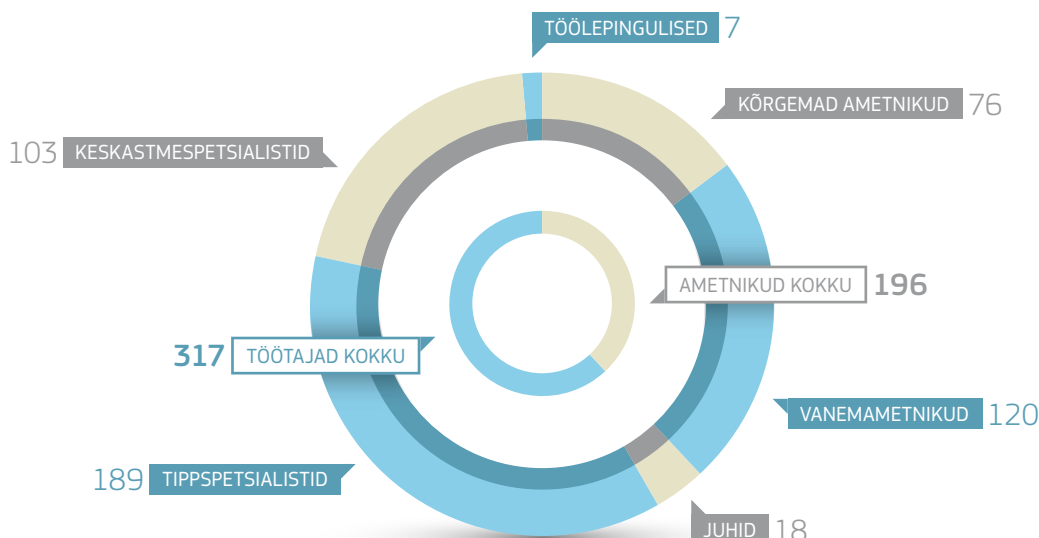 TÖÖLEPINGULISED 7
KÕRGEMAD AMETNIKUD 76
103 KESKASTMESPETSIALISTID
AMETNIKUD KOKKU 196
317 TÖÖTAJAD KOKKU
VANEMAMETNIKUD 120
189 TIPPSPETSIALISTID
JUHID 18